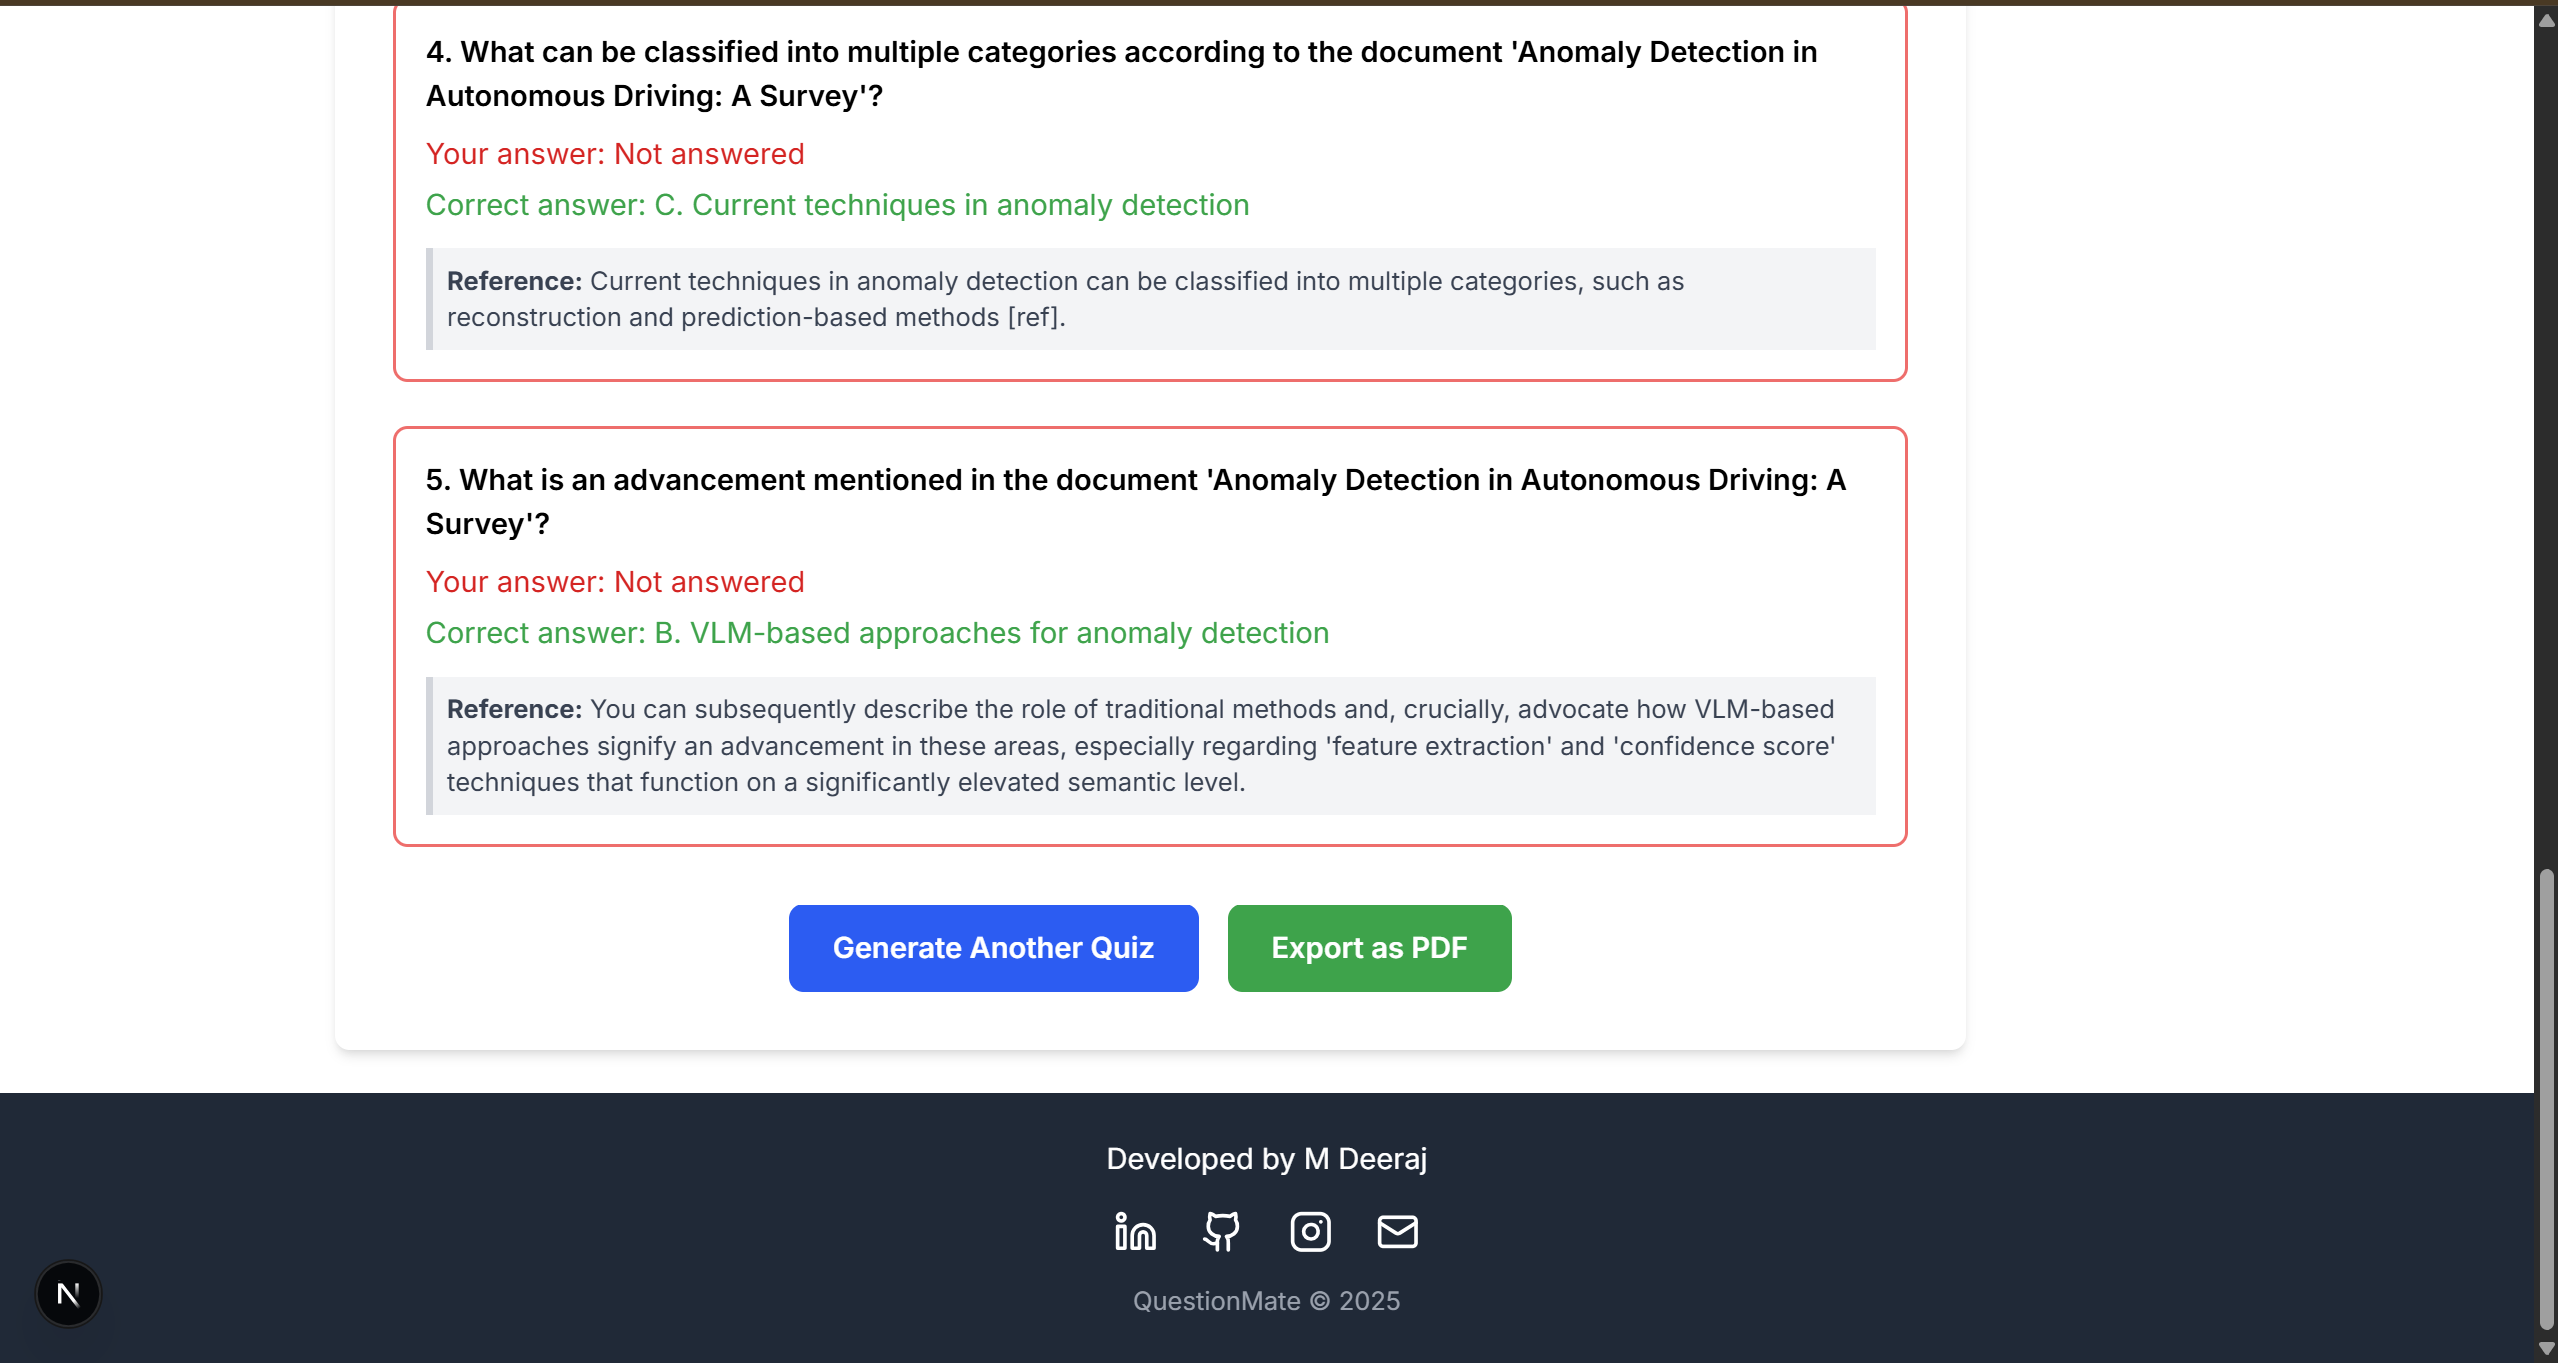 4. What can be classified into multiple categories according to the document 'Anomaly Detection in
Autonomous Driving: A Survey'?
Your answer: Not answered
Correct answer: C. Current techniques in anomaly detection
Reference: Current techniques in anomaly detection can be classified into multiple categories, such as
reconstruction and prediction-based methods [ref].
5. What is an advancement mentioned in the document 'Anomaly Detection in Autonomous Driving: A
Survey'?
Your answer: Not answered
Correct answer: B. VLM-based approaches for anomaly detection
Reference: You can subsequently describe the role of traditional methods and, crucially, advocate how VLM-based
approaches signify an advancement in these areas, especially regarding 'feature extraction' and 'confidence score'
techniques that function on a significantly elevated semantic level.
Generate Another Quiz
Export as PDF
Developed by M Deeraj
in
N
QuestionMate © 2025